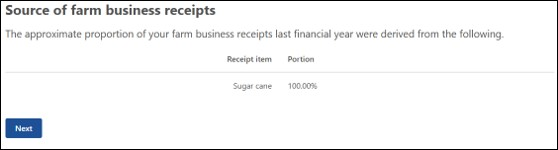 Source of farm business receipts
The approximate proportion of your farm business receipts last financial year were derived from the following.
Receipt item Portion
Sugar cane 100.00%
Next